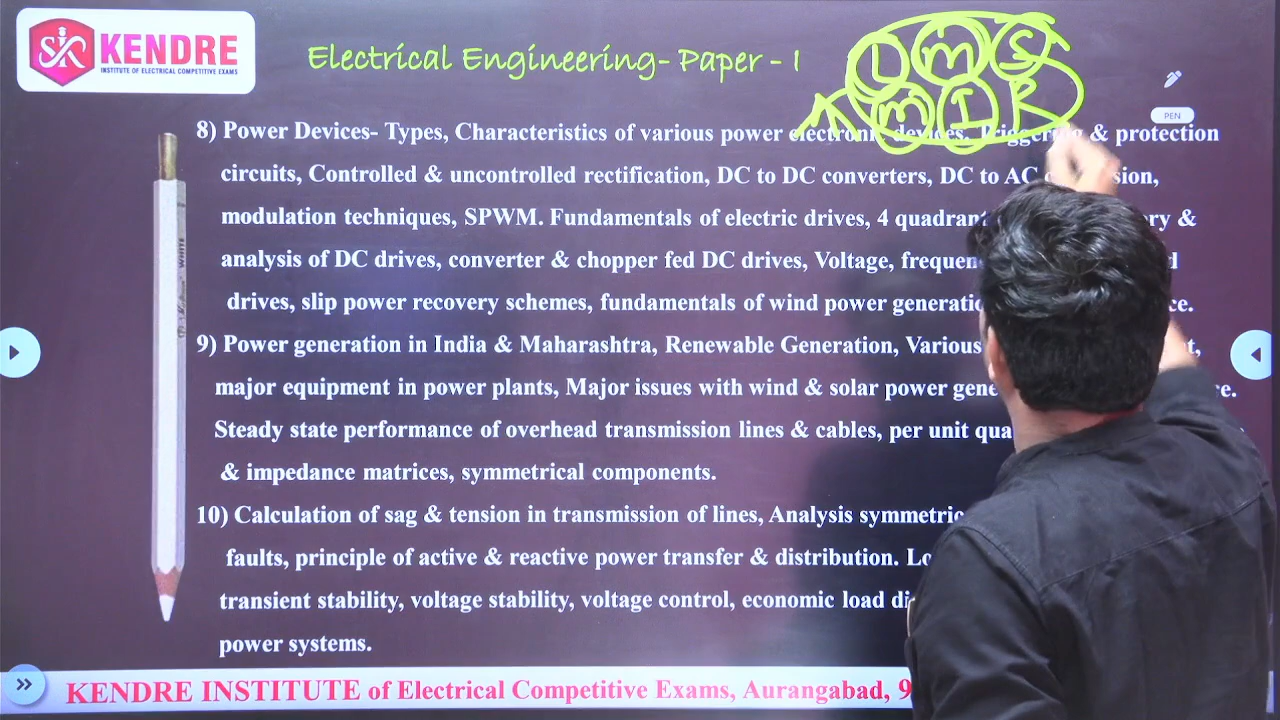 KENDRE
INSTITUTE OF ELECTRICAL COMPETITIVE EXAMS
Electrical Engineering- Paper - I
D M S
M I R
PEN
8) Power Devices- Types, Characteristics of various power electronic devices. Triggering & protection
circuits, Controlled & uncontrolled rectification, DC to DC converters, DC to AC
modulation techniques, SPWM. Fundamentals of electric drives, 4 quadrant &
analysis of DC drives, converter & chopper fed DC drives, Voltage,
drives, slip power recovery schemes, fundamentals of wind power
9) Power generation in India & Maharashtra, Renewable Generation, Various
major equipment in power plants, Major issues with wind & solar power
Steady state performance of overhead transmission lines & cables, per unit
& impedance matrices, symmetrical components.
10) Calculation of sag & tension in transmission of lines, Analysis
faults, principle of active & reactive power transfer & distribution.
transient stability, voltage stability, voltage control, economic load
power systems.
KENDRE INSTITUTE of Electrical Competitive Exams, Aurangabad, 9